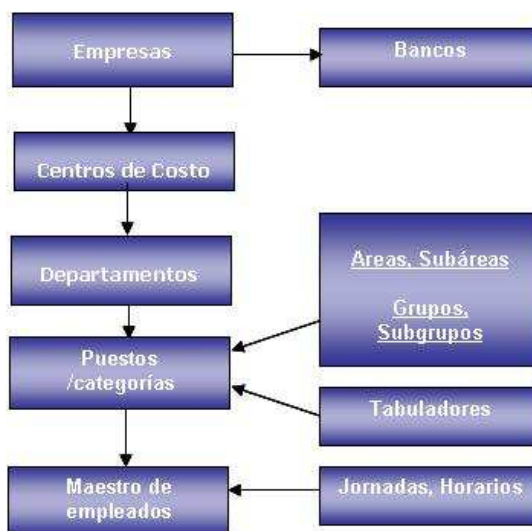 Empresas
Bancos
Centros de Costo
Departamentos
Areas, Subáreas
Grupos,
Subgrupos
Puestos
/categorías
Tabuladores
Maestro de
empleados
Jornadas, Horarios